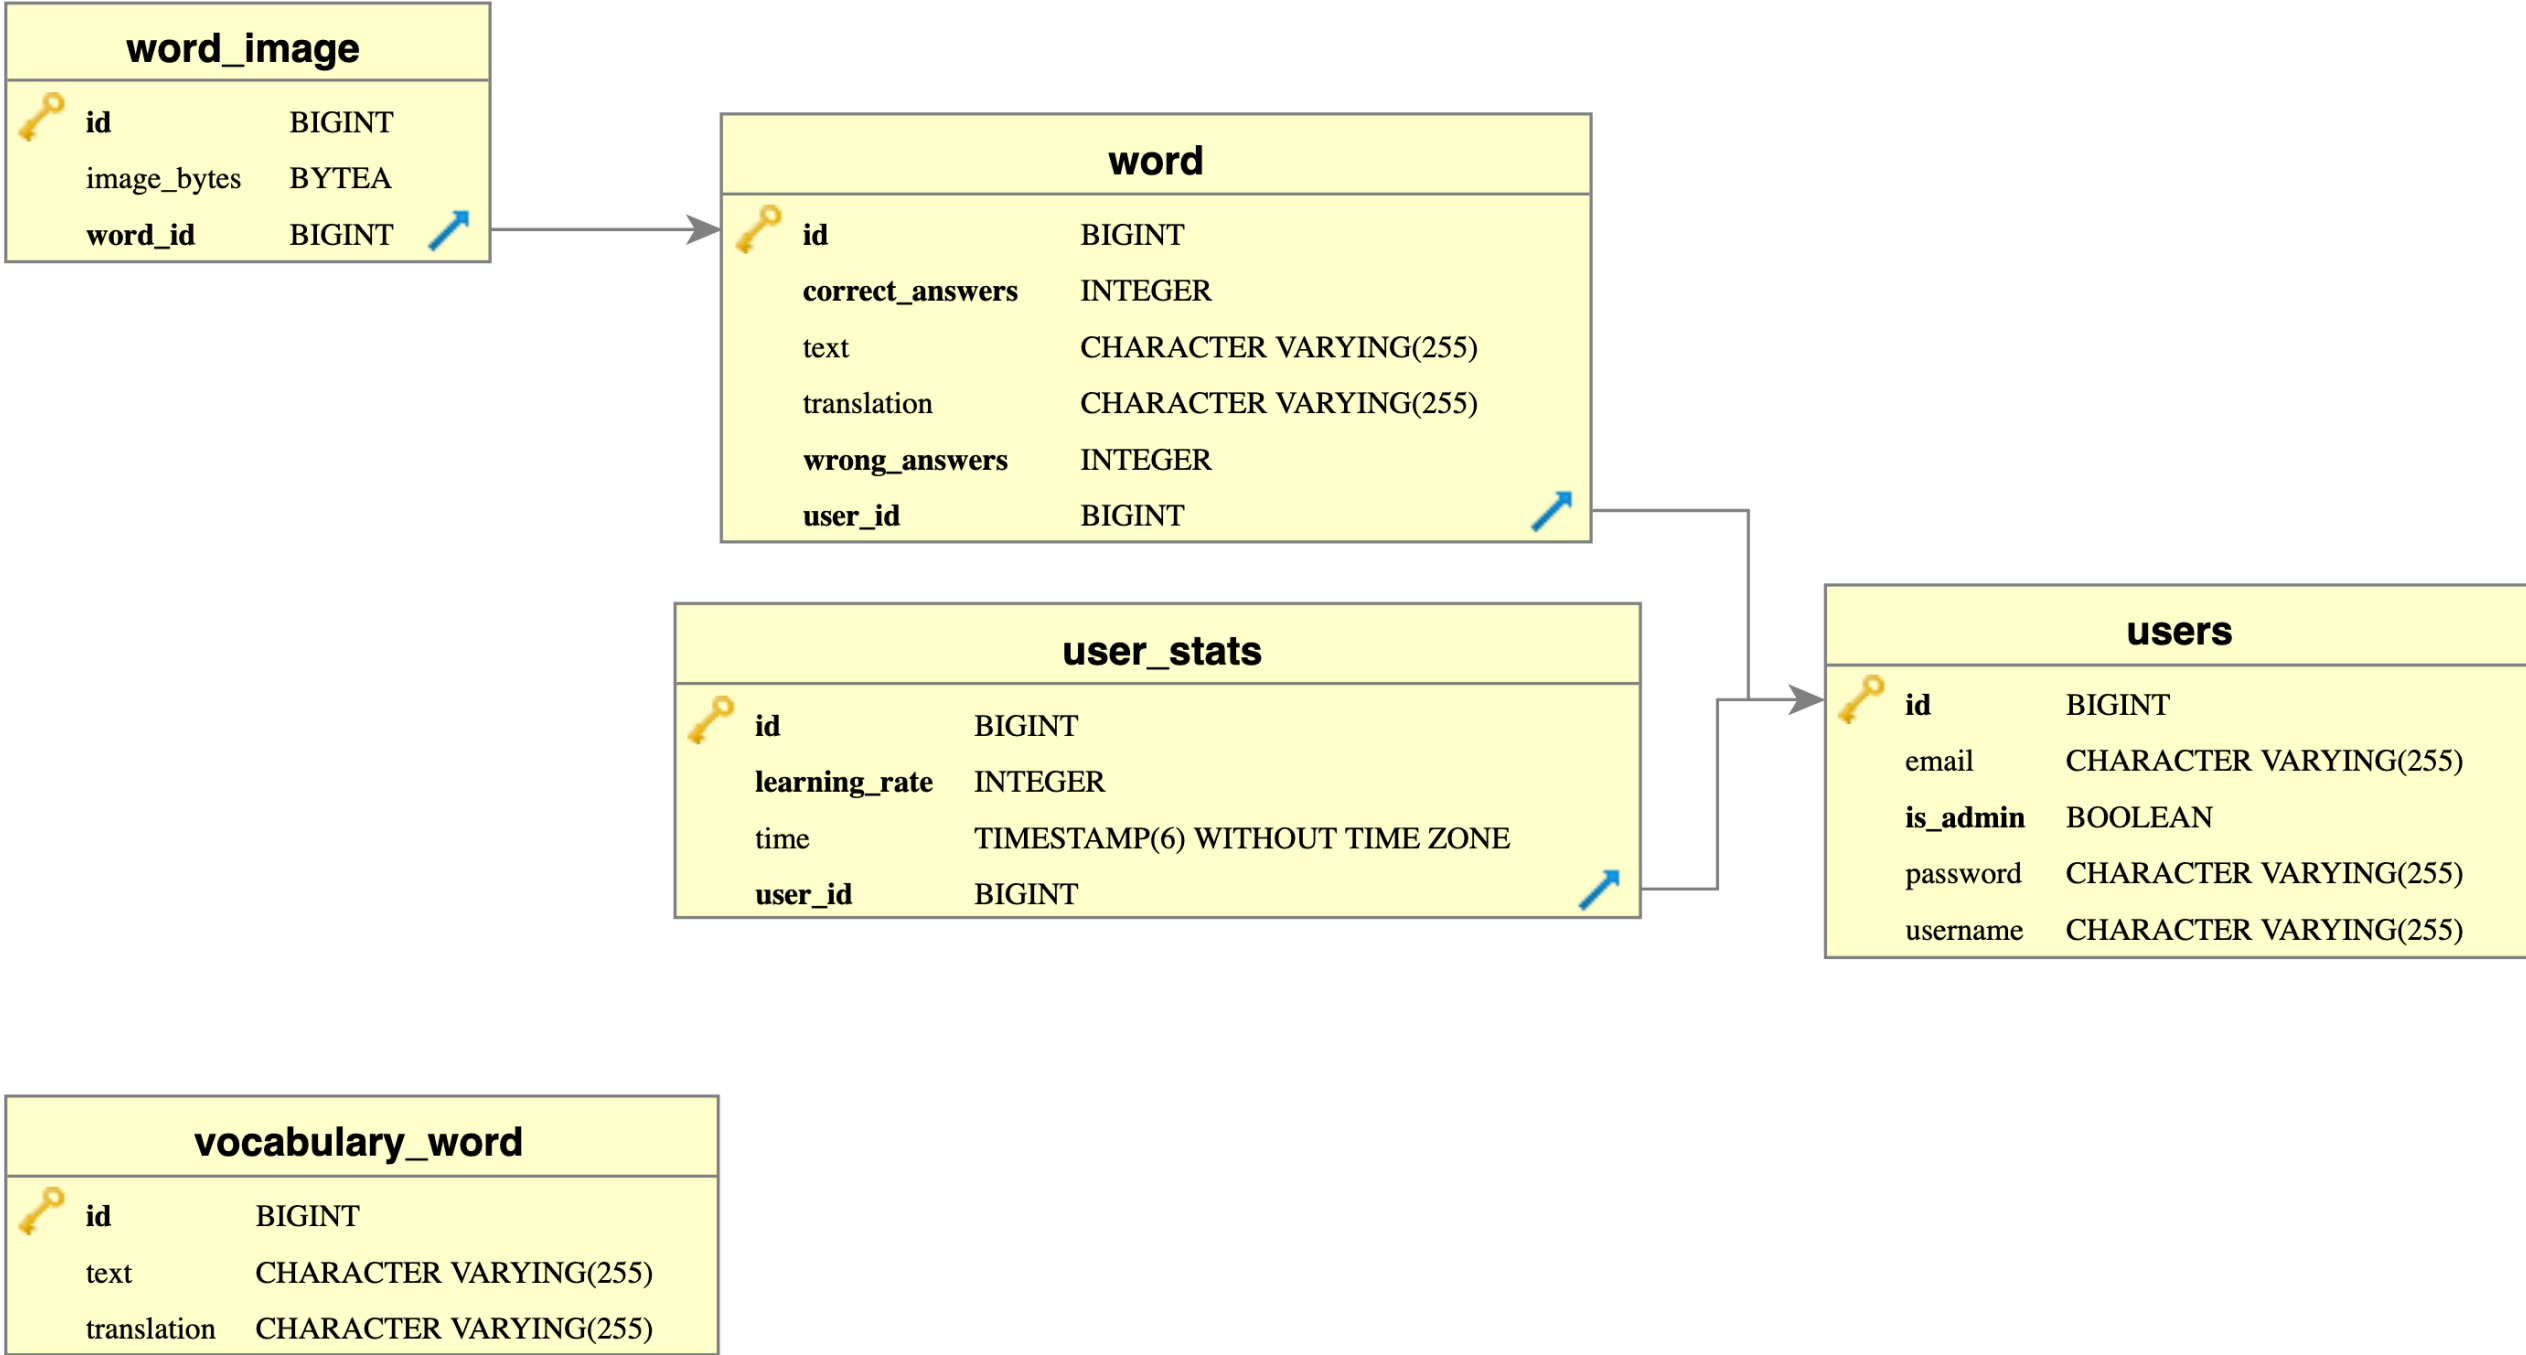 word_image
id BIGINT
image_bytes BYTEA
word_id BIGINT
word
id BIGINT
correct_answers INTEGER
text CHARACTER VARYING(255)
translation CHARACTER VARYING(255)
wrong_answers INTEGER
user_id BIGINT
user_stats
id BIGINT
learning_rate INTEGER
time TIMESTAMP(6) WITHOUT TIME ZONE
user_id BIGINT
users
id BIGINT
email CHARACTER VARYING(255)
is_admin BOOLEAN
password CHARACTER VARYING(255)
username CHARACTER VARYING(255)
vocabulary_word
id BIGINT
text CHARACTER VARYING(255)
translation CHARACTER VARYING(255)